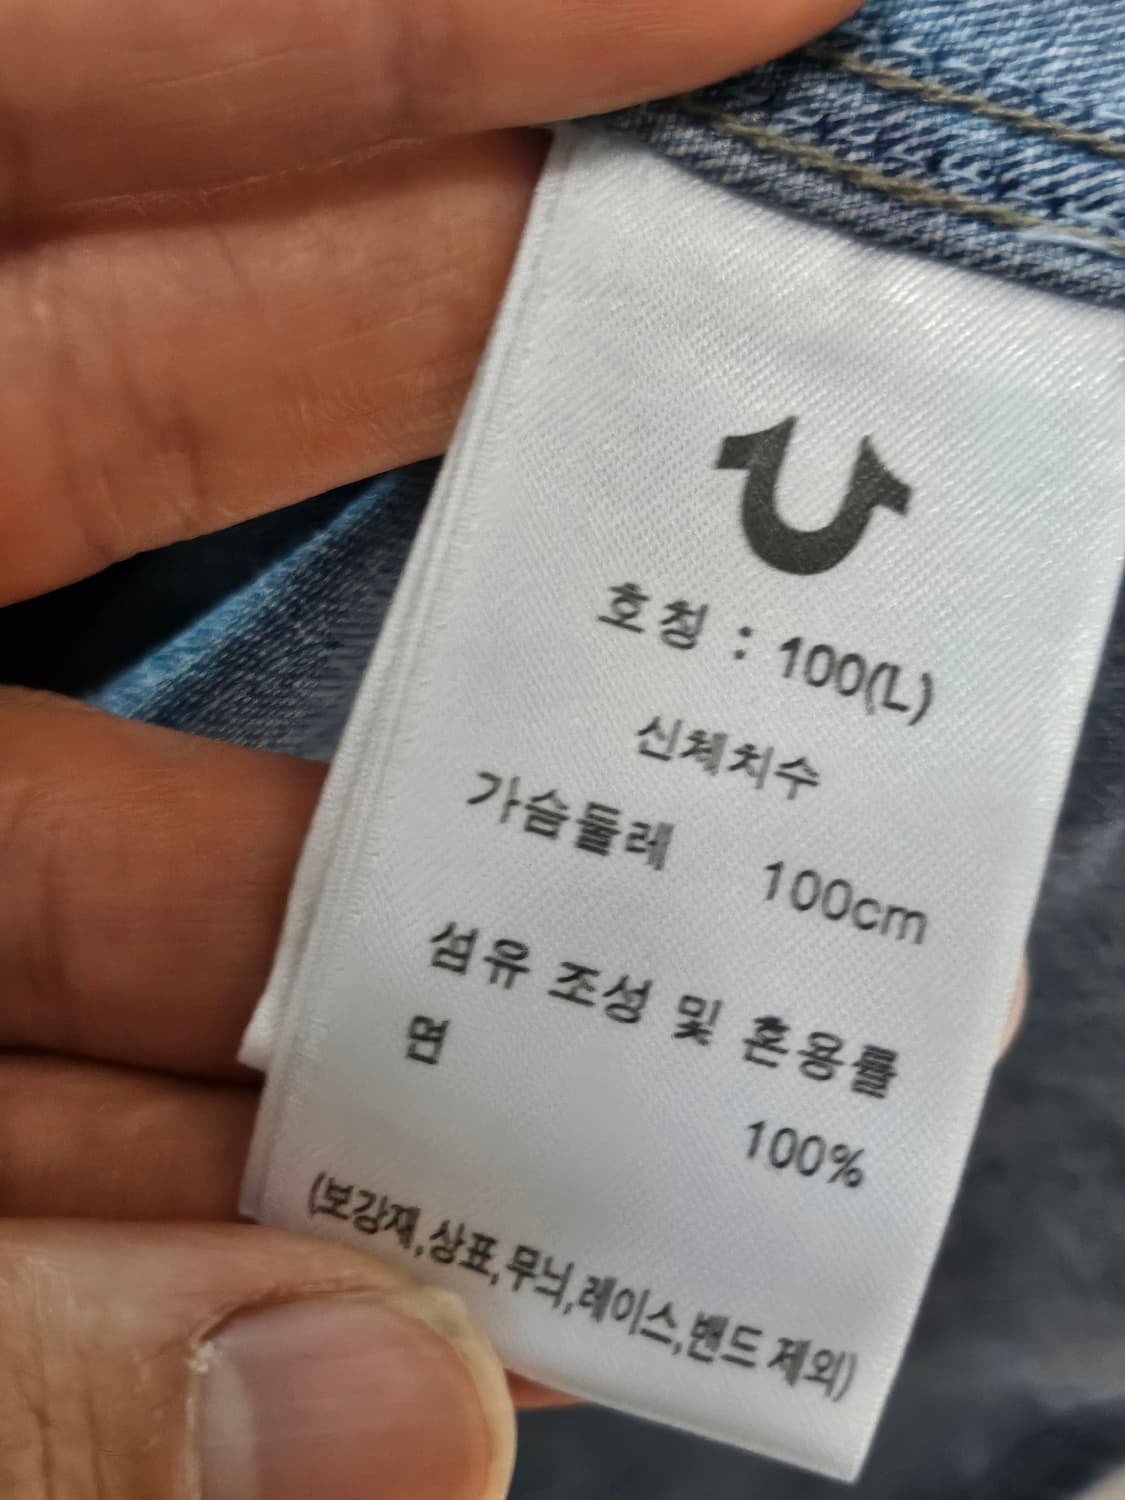 호칭 : 100(L)
신체치수
가슴둘레 100cm
섬유 조성 및 혼용률
면 100%
(보강재,상표,무늬,레이스,밴드 제외)